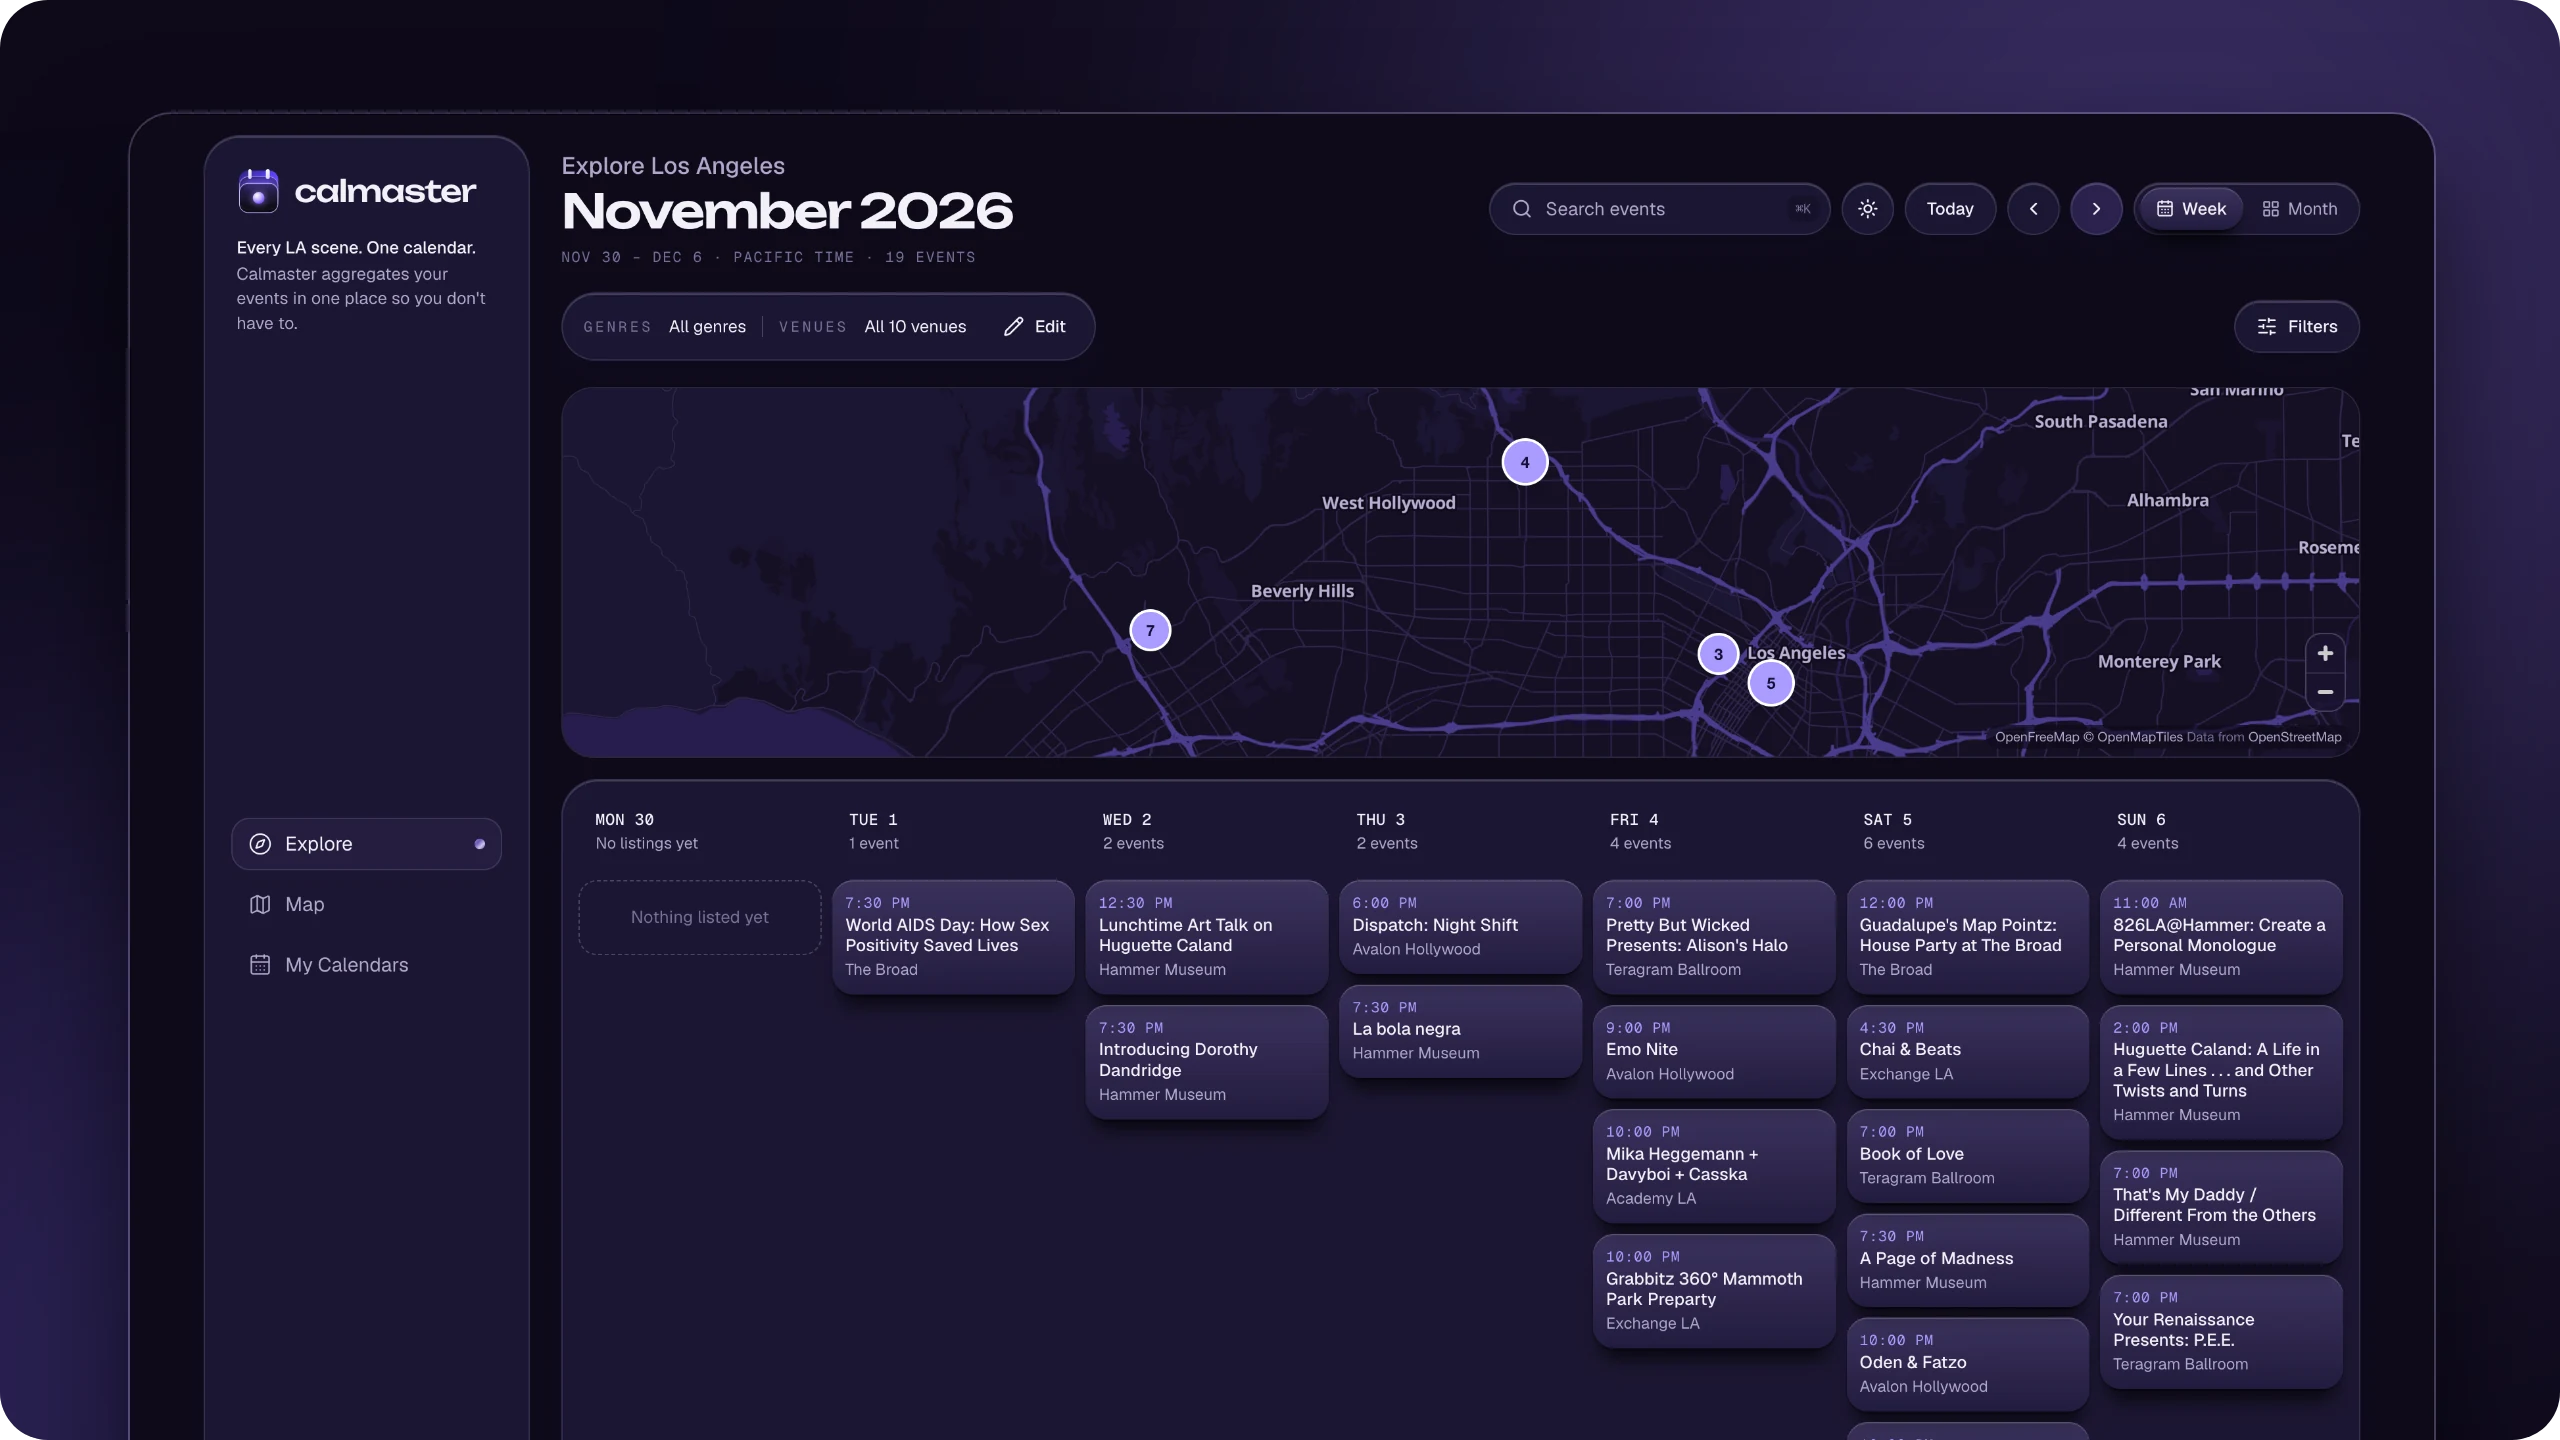 calmaster
Every LA scene. One calendar.
Calmaster aggregates your
events in one place so you don't
have to.
Explore
Map
My Calendars
Explore Los Angeles
November 2026
NOV 30 – DEC 6 · PACIFIC TIME · 19 EVENTS
Search events
⌘K
Today
Week
Month
GENRES All genres VENUES All 10 venues Edit
Filters
San Marino
South Pasadena
Te
4
West Hollywood
Alhambra
Roseme
Beverly Hills
7
3
Los Angeles
5
Monterey Park
+
−
OpenFreeMap © OpenMapTiles Data from OpenStreetMap
MON 30
No listings yet
Nothing listed yet
TUE 1
1 event
7:30 PM
World AIDS Day: How Sex
Positivity Saved Lives
The Broad
WED 2
2 events
12:30 PM
Lunchtime Art Talk on
Huguette Caland
Hammer Museum
7:30 PM
Introducing Dorothy
Dandridge
Hammer Museum
THU 3
2 events
6:00 PM
Dispatch: Night Shift
Avalon Hollywood
7:30 PM
La bola negra
Hammer Museum
FRI 4
4 events
7:00 PM
Pretty But Wicked
Presents: Alison's Halo
Teragram Ballroom
9:00 PM
Emo Nite
Avalon Hollywood
10:00 PM
Mika Heggemann +
Davyboi + Casska
Academy LA
10:00 PM
Grabbitz 360° Mammoth
Park Preparty
Exchange LA
SAT 5
6 events
12:00 PM
Guadalupe's Map Pointz:
House Party at The Broad
The Broad
4:30 PM
Chai & Beats
Exchange LA
7:00 PM
Book of Love
Teragram Ballroom
7:30 PM
A Page of Madness
Hammer Museum
10:00 PM
Oden & Fatzo
Avalon Hollywood
SUN 6
4 events
11:00 AM
826LA@Hammer: Create a
Personal Monologue
Hammer Museum
2:00 PM
Huguette Caland: A Life in
a Few Lines . . . and Other
Twists and Turns
Hammer Museum
7:00 PM
That's My Daddy /
Different From the Others
Hammer Museum
7:00 PM
Your Renaissance
Presents: P.E.E.
Teragram Ballroom